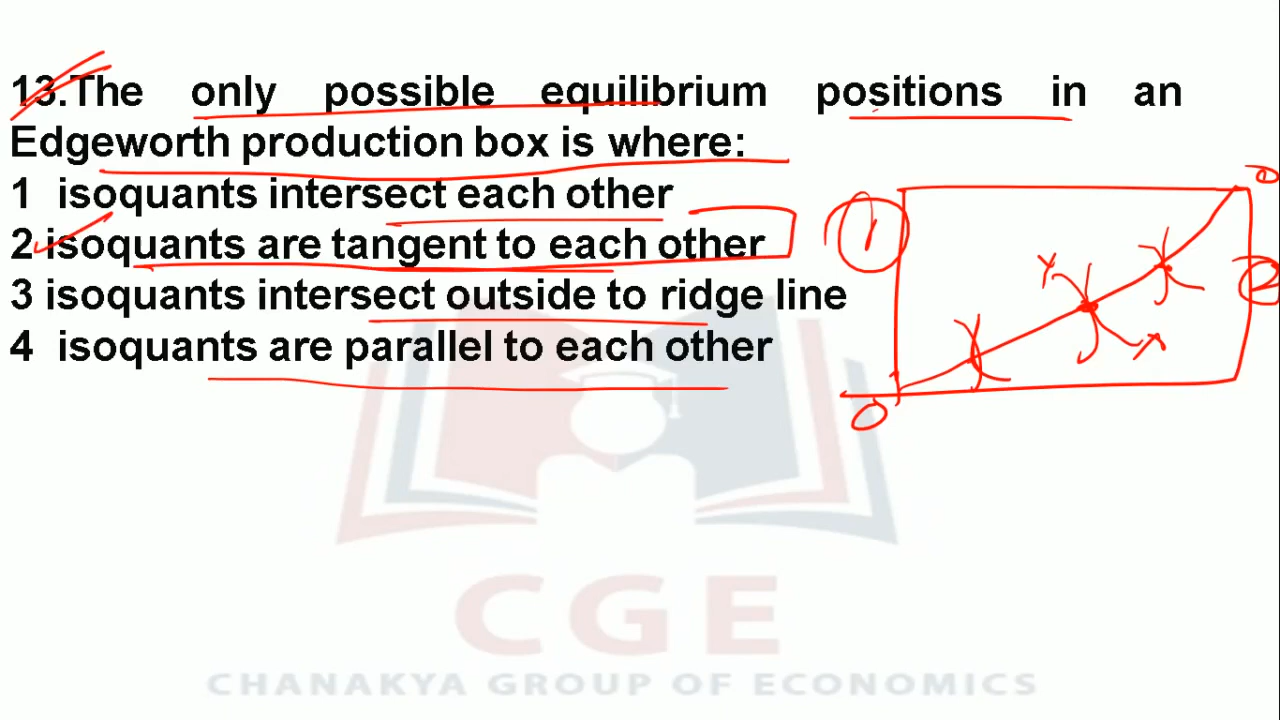 13.The only possible equilibrium positions in an
Edgeworth production box is where:
1 isoquants intersect each other
2 isoquants are tangent to each other
3 isoquants intersect outside to ridge line
4 isoquants are parallel to each other
Y
X
1
2
O
CGE
CHANAKYA GROUP OF ECONOMICS